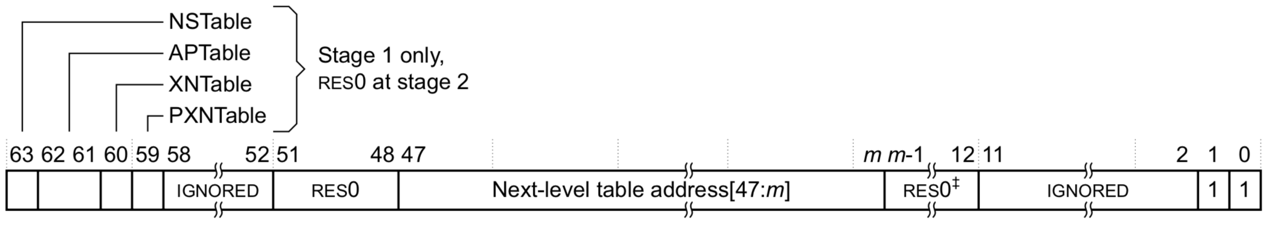 NSTable
APTable
XNTable
PXNTable
Stage 1 only,
RES0 at stage 2
63 62 61 60 59 58 52 51 48 47 m m-1 12 11 2 1 0
IGNORED RES0 Next-level table address[47:m] RES0‡ IGNORED 1 1